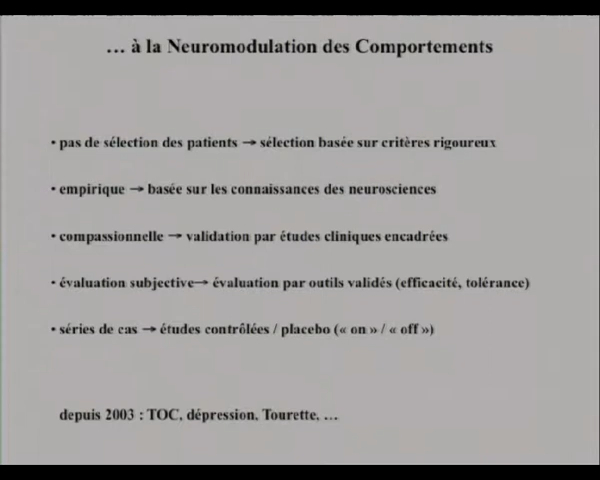 … à la Neuromodulation des Comportements
• pas de sélection des patients → sélection basée sur critères rigoureux
• empirique → basée sur les connaissances des neurosciences
• compassionnelle → validation par études cliniques encadrées
• évaluation subjective→ évaluation par outils validés (efficacité, tolérance)
• séries de cas → études contrôlées / placebo (« on » / « off »)
depuis 2003 : TOC, dépression, Tourette, …